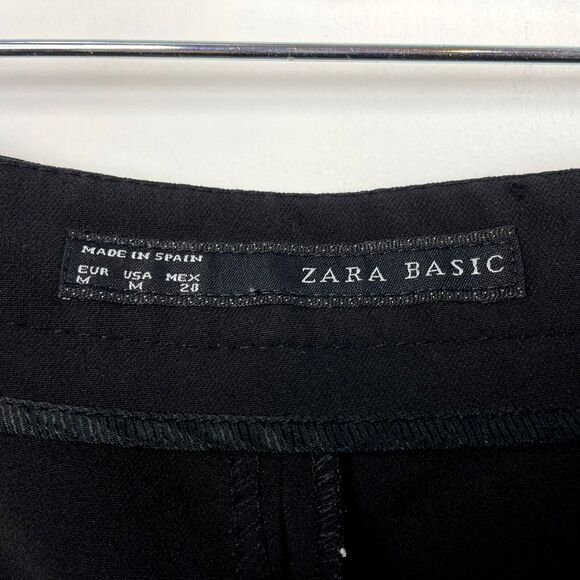 MADE IN SPAIN
EUR USA MEX
M M 28
ZARA BASIC